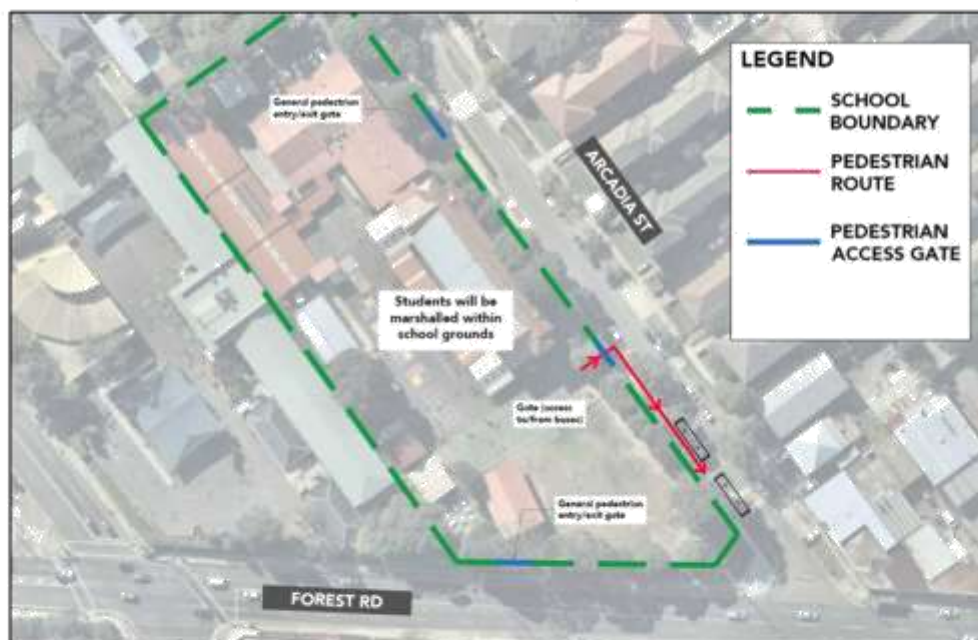 General pedestrian
entry/exit gate
ARCADIA ST
LEGEND
SCHOOL
BOUNDARY
PEDESTRIAN
ROUTE
PEDESTRIAN
ACCESS GATE
Students will be
marshalled within
school grounds
Gate (access
to/from buses)
General pedestrian
entry/exit gate
FOREST RD